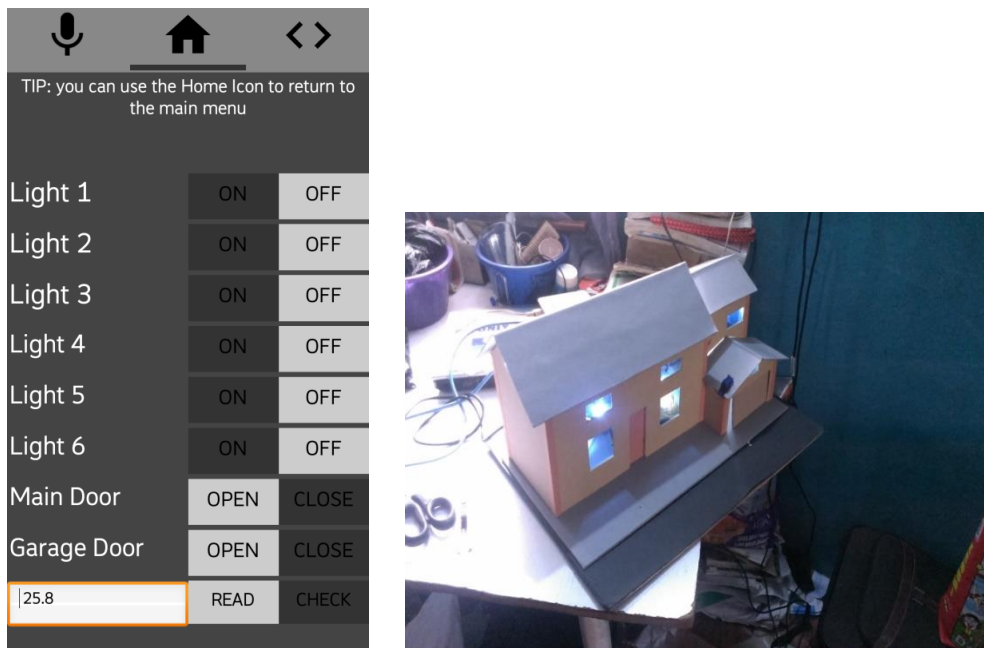 TIP: you can use the Home Icon to return to
the main menu
Light 1 ON OFF
Light 2 ON OFF
Light 3 ON OFF
Light 4 ON OFF
Light 5 ON OFF
Light 6 ON OFF
Main Door OPEN CLOSE
Garage Door OPEN CLOSE
25.8 READ CHECK